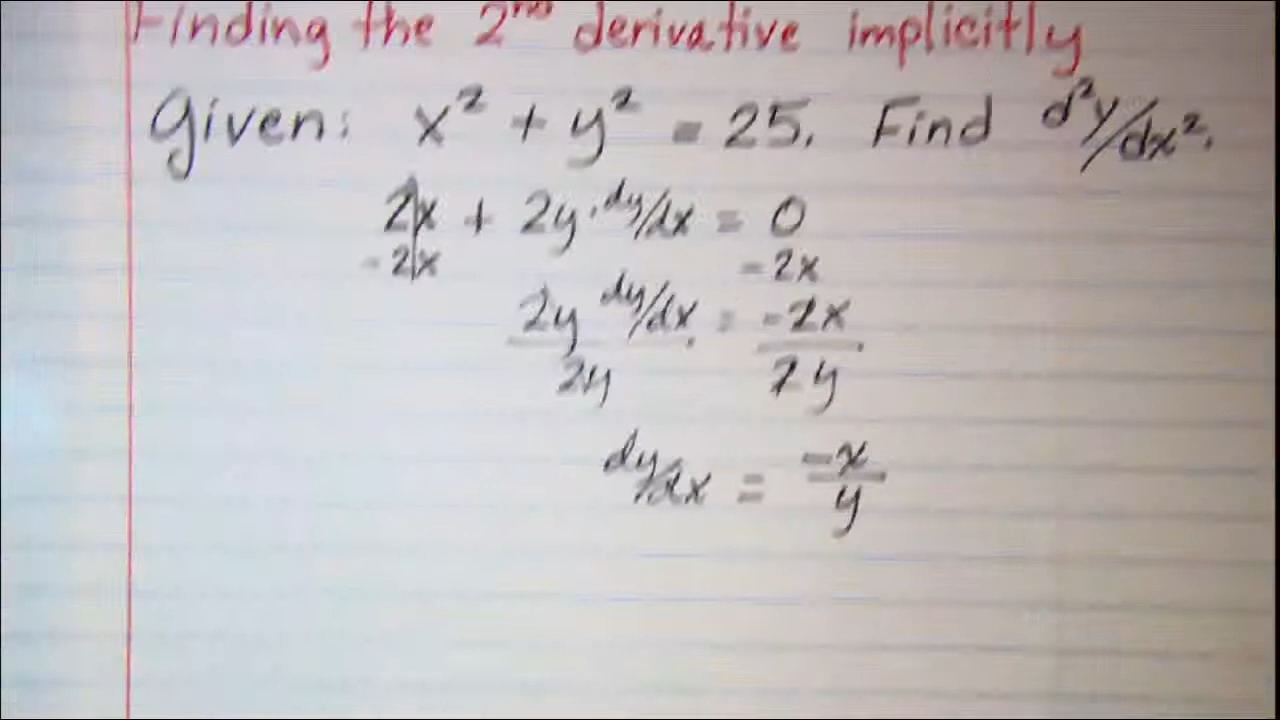 Finding the 2nd derivative implicitly
Given: x² + y² = 25. Find d²y/dx².
2x + 2y · dy/dx = 0
-2x -2x
2y dy/dx = -2x
2y 2y
dy/dx = -x/y